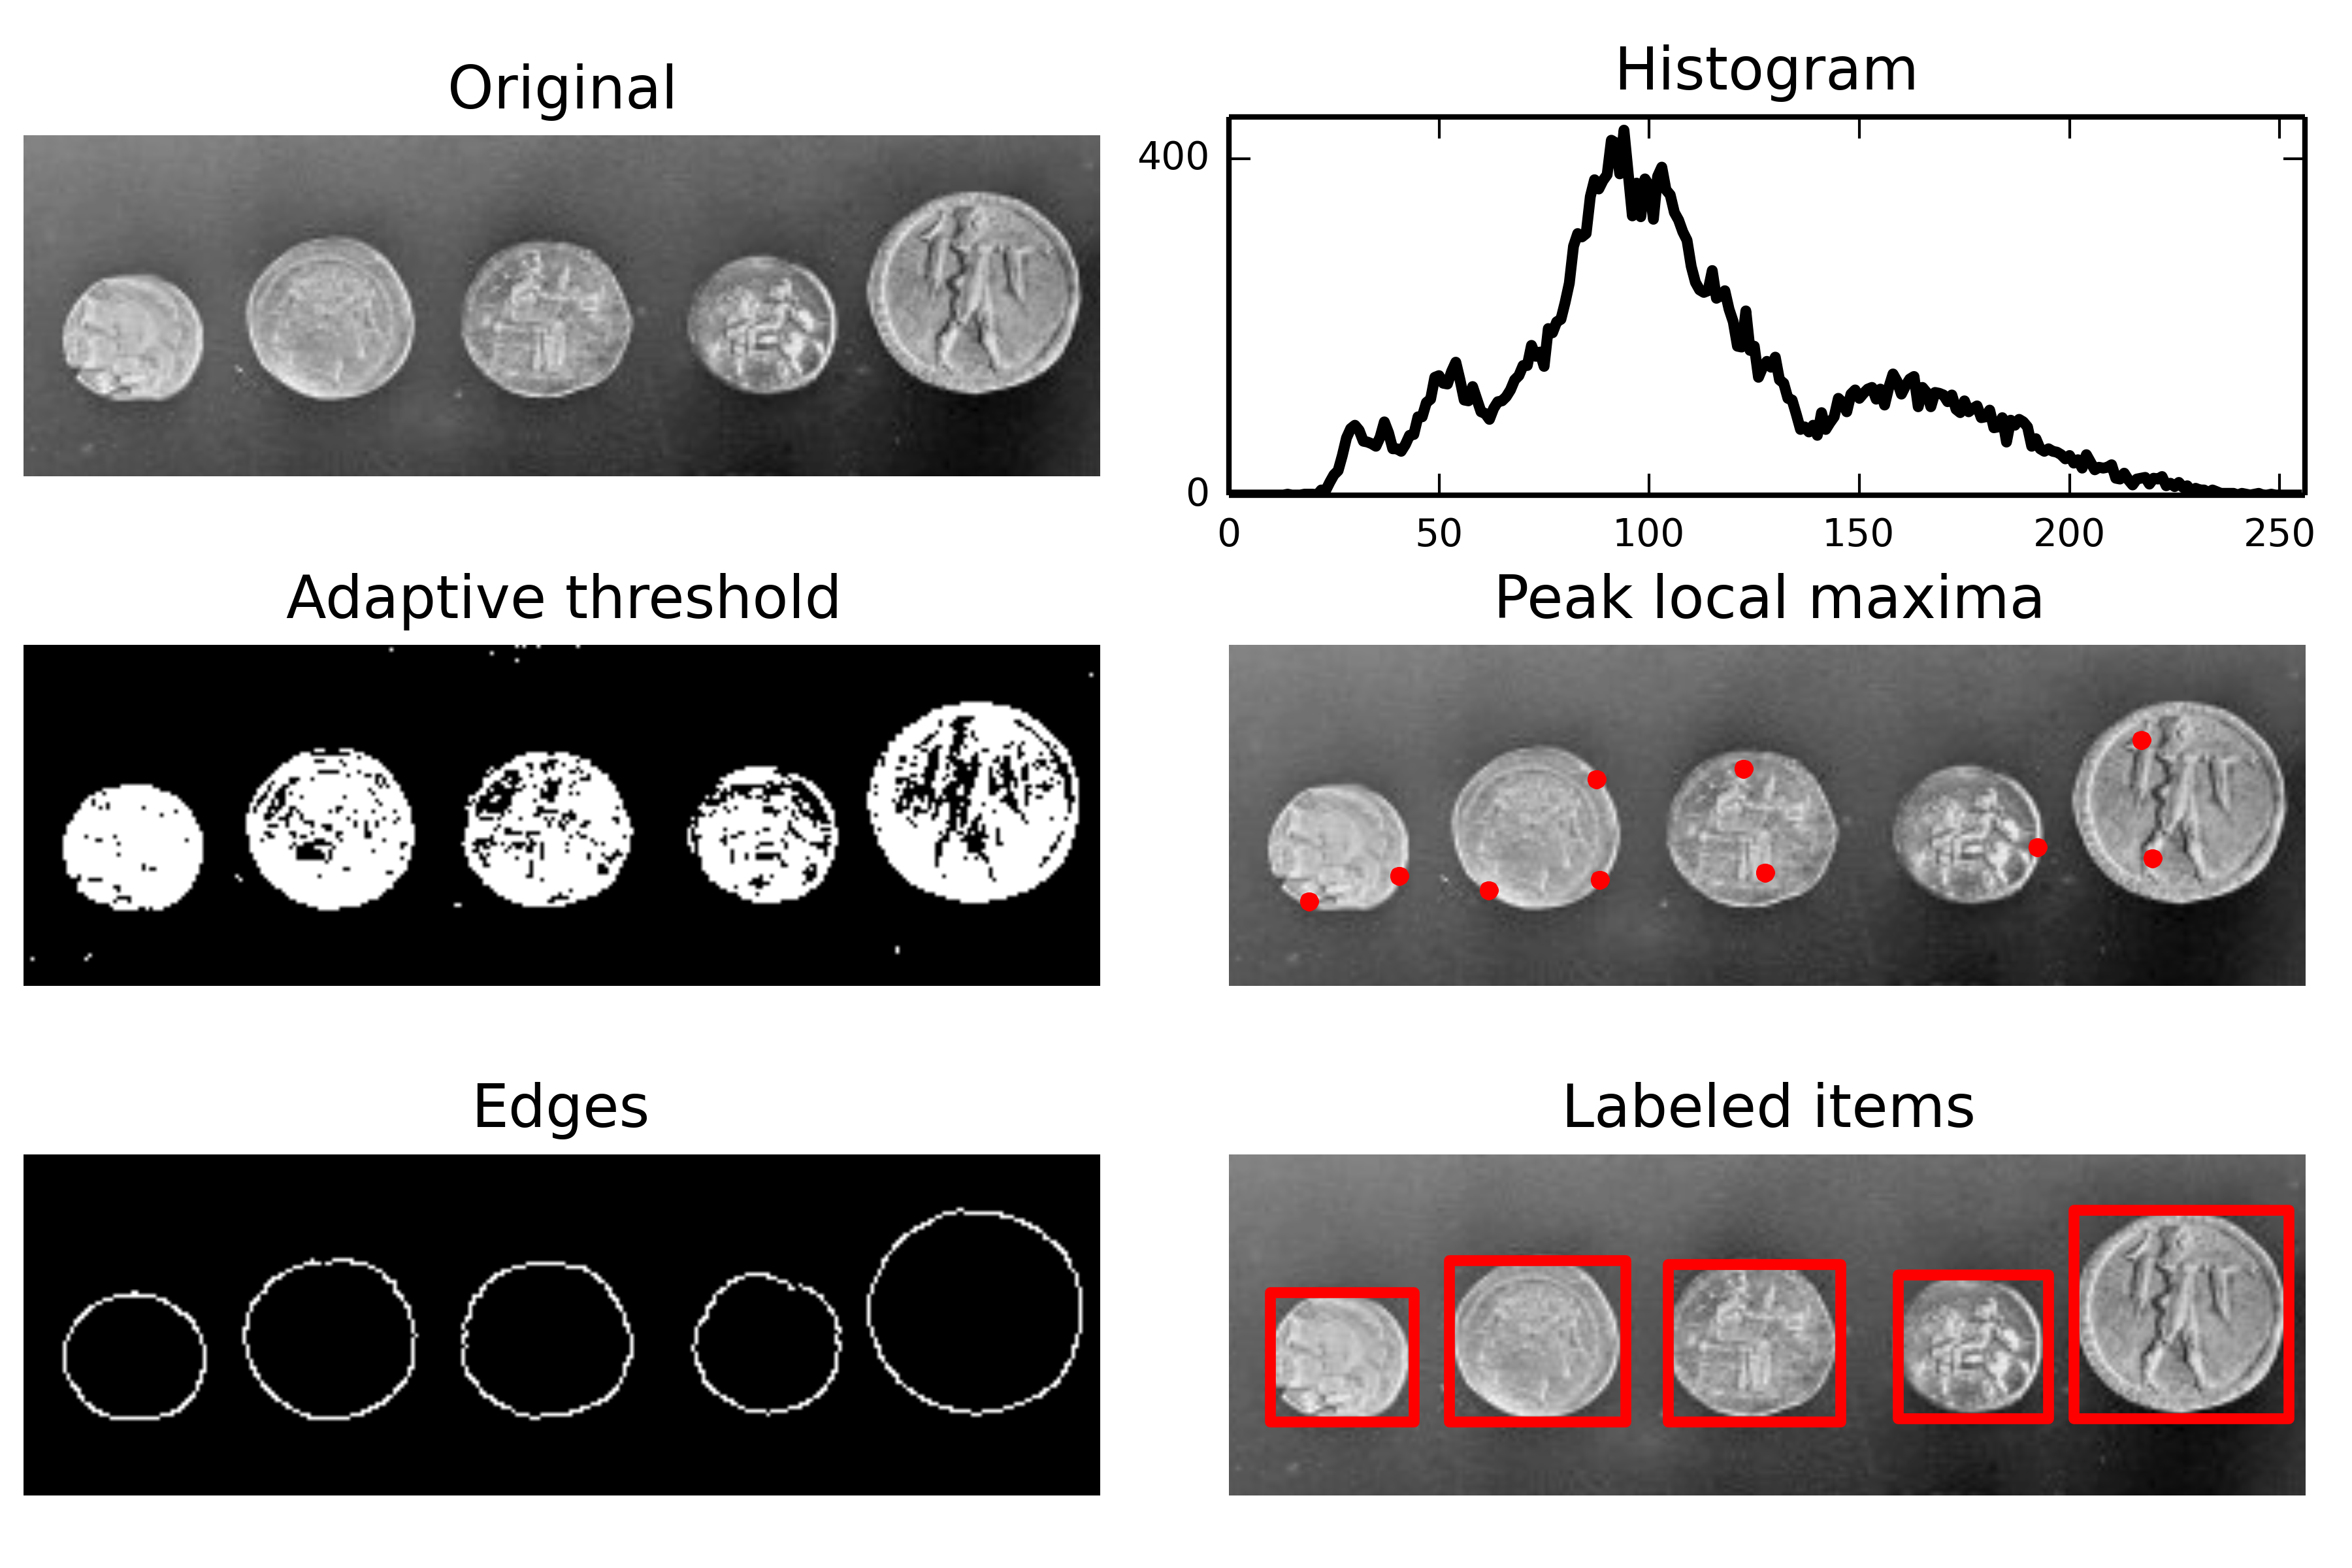 Original
Histogram
400
0
0 50 100 150 200 250
Adaptive threshold
Peak local maxima
Edges
Labeled items